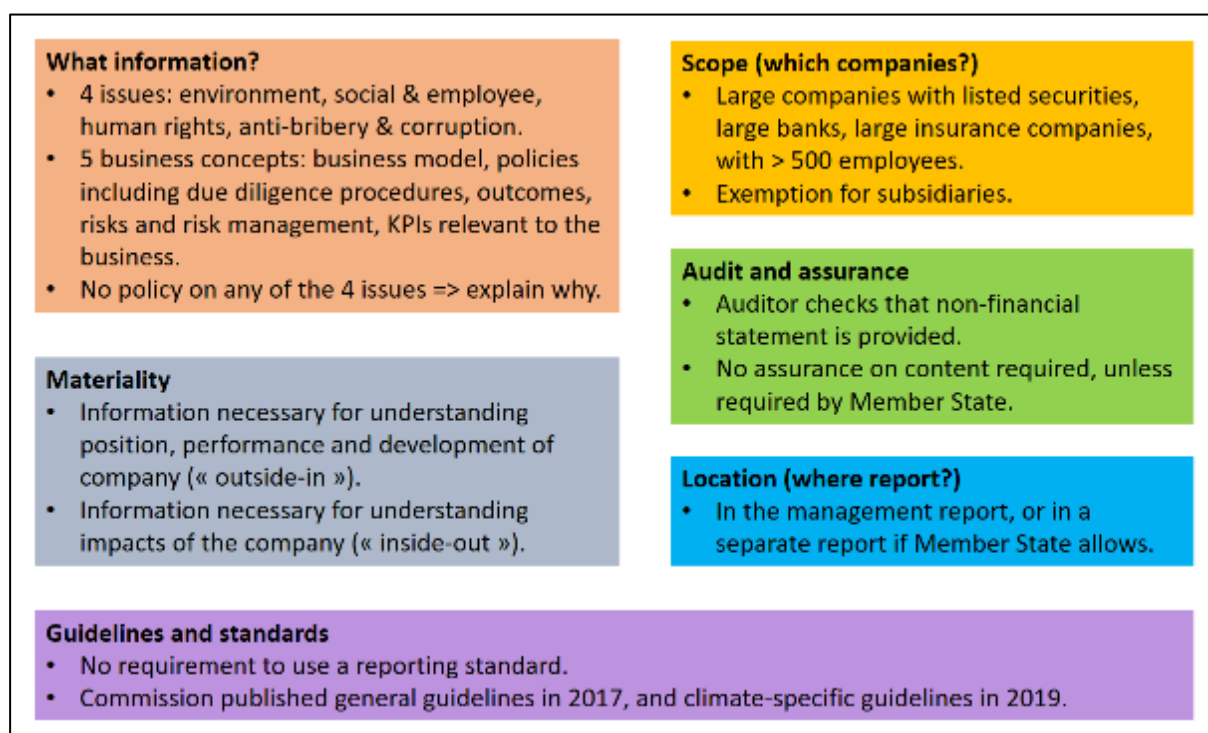 What information?
• 4 issues: environment, social & employee,
human rights, anti-bribery & corruption.
• 5 business concepts: business model, policies
including due diligence procedures, outcomes,
risks and risk management, KPIs relevant to the
business.
• No policy on any of the 4 issues => explain why.
Materiality
• Information necessary for understanding
position, performance and development of
company (« outside-in »).
• Information necessary for understanding
impacts of the company (« inside-out »).
Scope (which companies?)
• Large companies with listed securities,
large banks, large insurance companies,
with > 500 employees.
• Exemption for subsidiaries.
Audit and assurance
• Auditor checks that non-financial
statement is provided.
• No assurance on content required, unless
required by Member State.
Location (where report?)
• In the management report, or in a
separate report if Member State allows.
Guidelines and standards
• No requirement to use a reporting standard.
• Commission published general guidelines in 2017, and climate-specific guidelines in 2019.